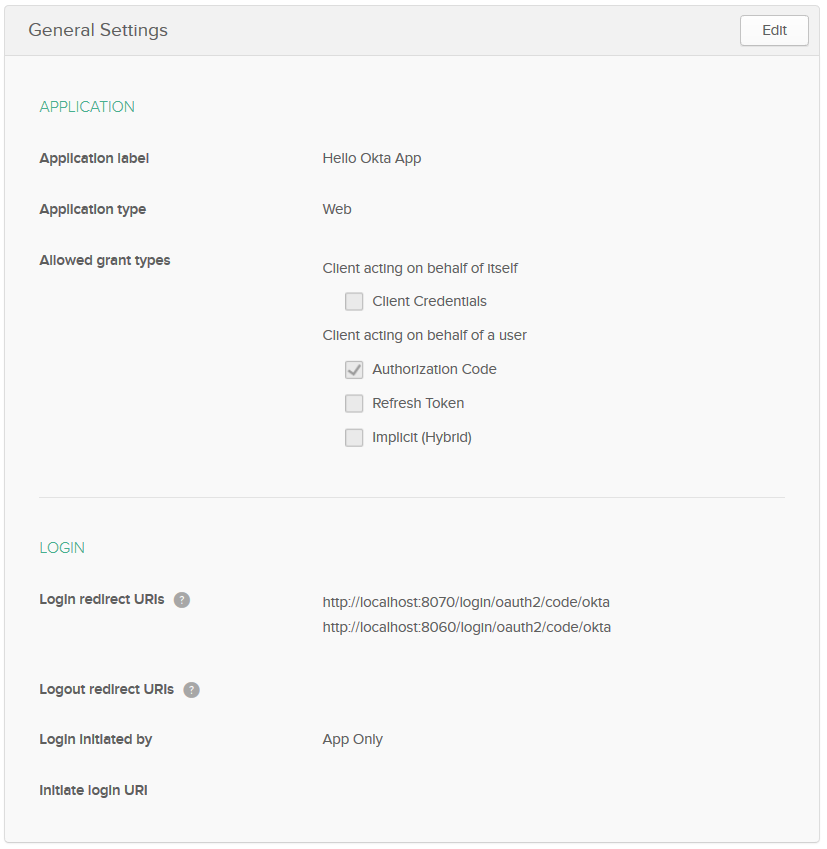 General Settings
Edit
APPLICATION
Application label
Hello Okta App
Application type
Web
Allowed grant types
Client acting on behalf of itself
Client Credentials
Client acting on behalf of a user
Authorization Code
Refresh Token
Implicit (Hybrid)
LOGIN
Login redirect URIs ?
http://localhost:8070/login/oauth2/code/okta
http://localhost:8060/login/oauth2/code/okta
Logout redirect URIs ?
Login initiated by
App Only
Initiate login URI